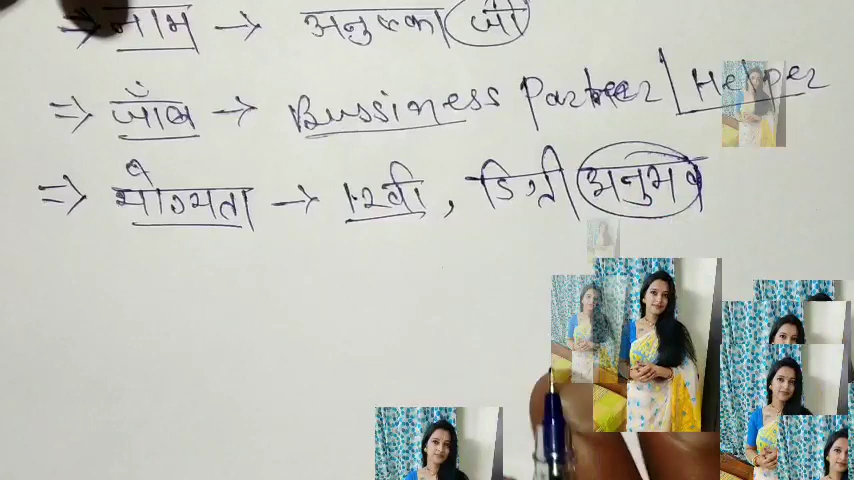 ⇒ नाम → अनुष्का जी
⇒ जॉब → Bussiness Partner | Helper
⇒ योग्यता → 12वी, डिग्री अनुभव